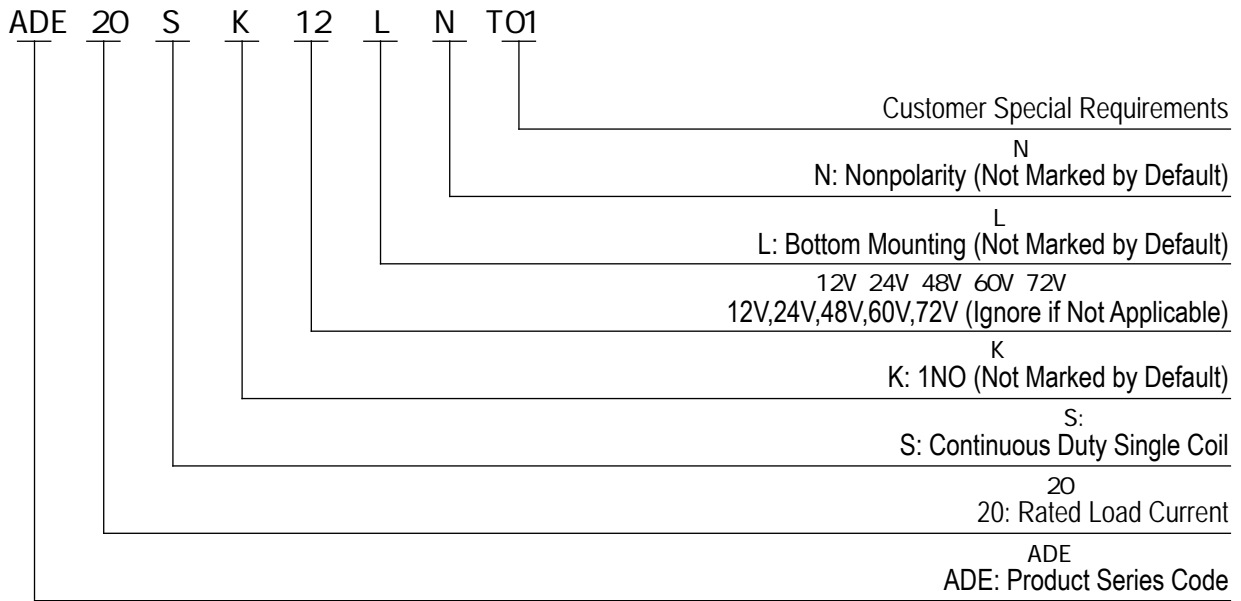 ADE 20 S K 12 L N T01
Customer Special Requirements
N
N: Nonpolarity (Not Marked by Default)
L
L: Bottom Mounting (Not Marked by Default)
12V 24V 48V 60V 72V
12V,24V,48V,60V,72V (Ignore if Not Applicable)
K
K: 1NO (Not Marked by Default)
S:
S: Continuous Duty Single Coil
20
20: Rated Load Current
ADE
ADE: Product Series Code